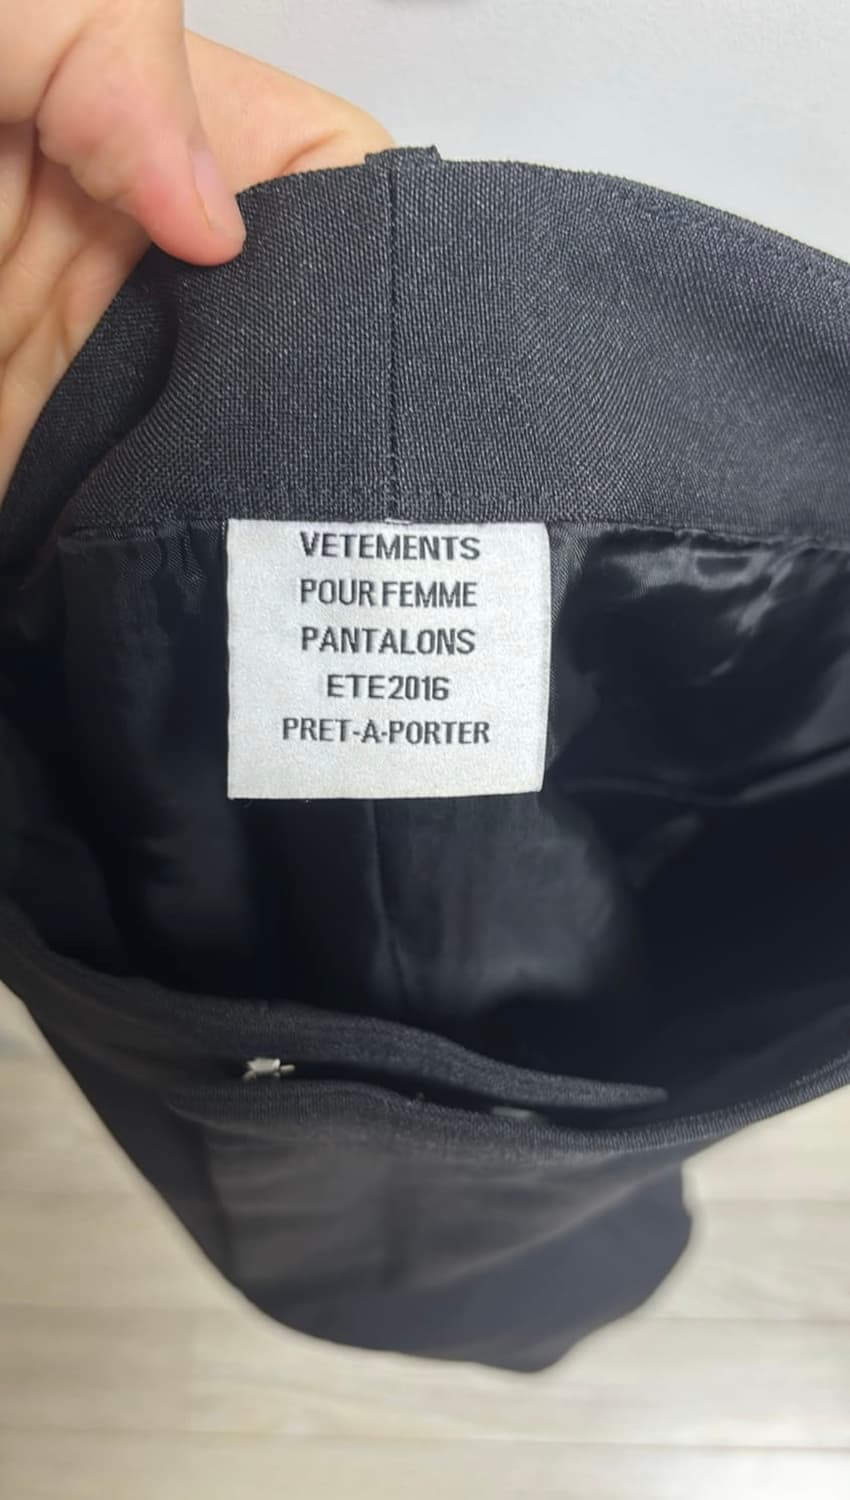 VETEMENTS
POUR FEMME
PANTALONS
ETE2016
PRET-A-PORTER